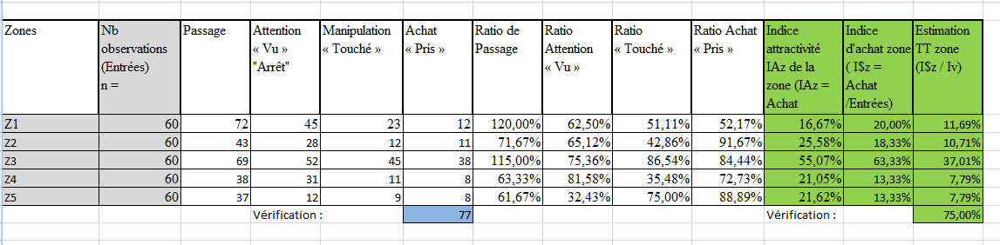 Zones Nb observations (Entrées) n = Passage Attention « Vu » "Arrêt" Manipulation « Touché » Achat « Pris » Ratio de Passage Ratio Attention « Vu » Ratio « Touché » Ratio Achat « Pris » Indice attractivité IAz de la zone (IAz = Achat Indice d'achat zone ( I$z = Achat /Entrées) Estimation TT zone (I$z / Iv)
Z1 60 72 45 23 12 120,00% 62,50% 51,11% 52,17% 16,67% 20,00% 11,69%
Z2 60 43 28 12 11 71,67% 65,12% 42,86% 91,67% 25,58% 18,33% 10,71%
Z3 60 69 52 45 38 115,00% 75,36% 86,54% 84,44% 55,07% 63,33% 37,01%
Z4 60 38 31 11 8 63,33% 81,58% 35,48% 72,73% 21,05% 13,33% 7,79%
Z5 60 37 12 9 8 61,67% 32,43% 75,00% 88,89% 21,62% 13,33% 7,79%
Vérification : 77 Vérification : 75,00%